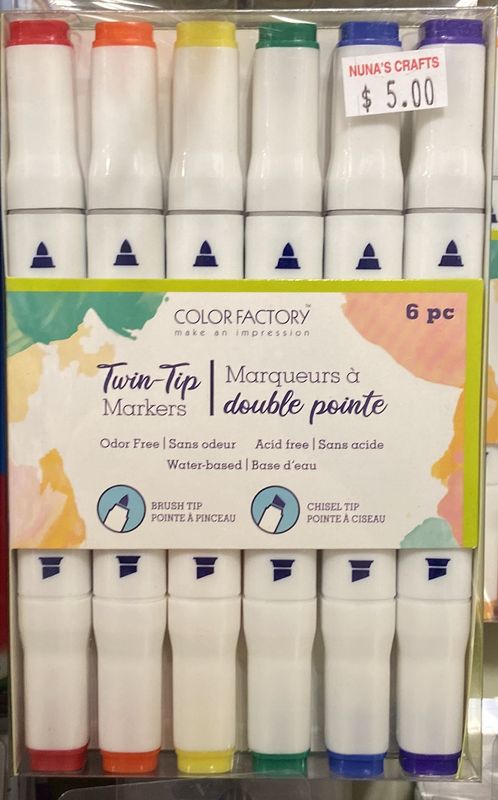 NUNA'S CRAFTS
$ 5.00
COLOR FACTORY™
make an impression
6 pc
Twin-Tip Markers
Marqueurs à double pointe
Odor Free | Sans odeur Acid free | Sans acide
Water-based | Base d'eau
BRUSH TIP
POINTE À PINCEAU
CHISEL TIP
POINTE À CISEAU